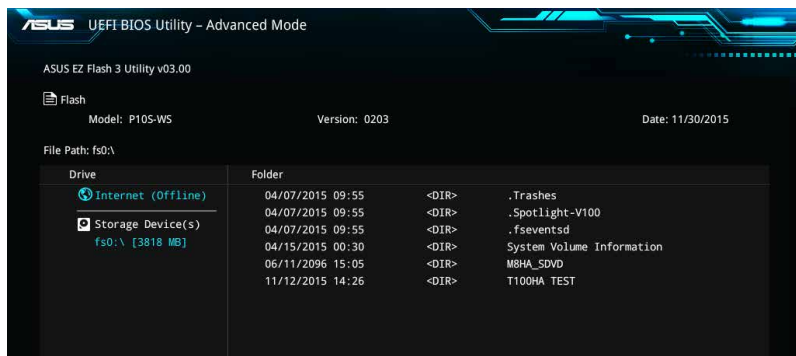 ASUS UEFI BIOS Utility – Advanced Mode
ASUS EZ Flash 3 Utility v03.00
Flash
Model: P10S-WS Version: 0203 Date: 11/30/2015
File Path: fs0:\
Drive Folder
Internet (Offline)
Storage Device(s)
fs0:\ [3818 MB]
04/07/2015 09:55 <DIR> .Trashes
04/07/2015 09:55 <DIR> .Spotlight-V100
04/07/2015 09:55 <DIR> .fseventsd
04/15/2015 00:30 <DIR> System Volume Information
06/11/2096 15:05 <DIR> M8HA_SDVD
11/12/2015 14:26 <DIR> T100HA TEST